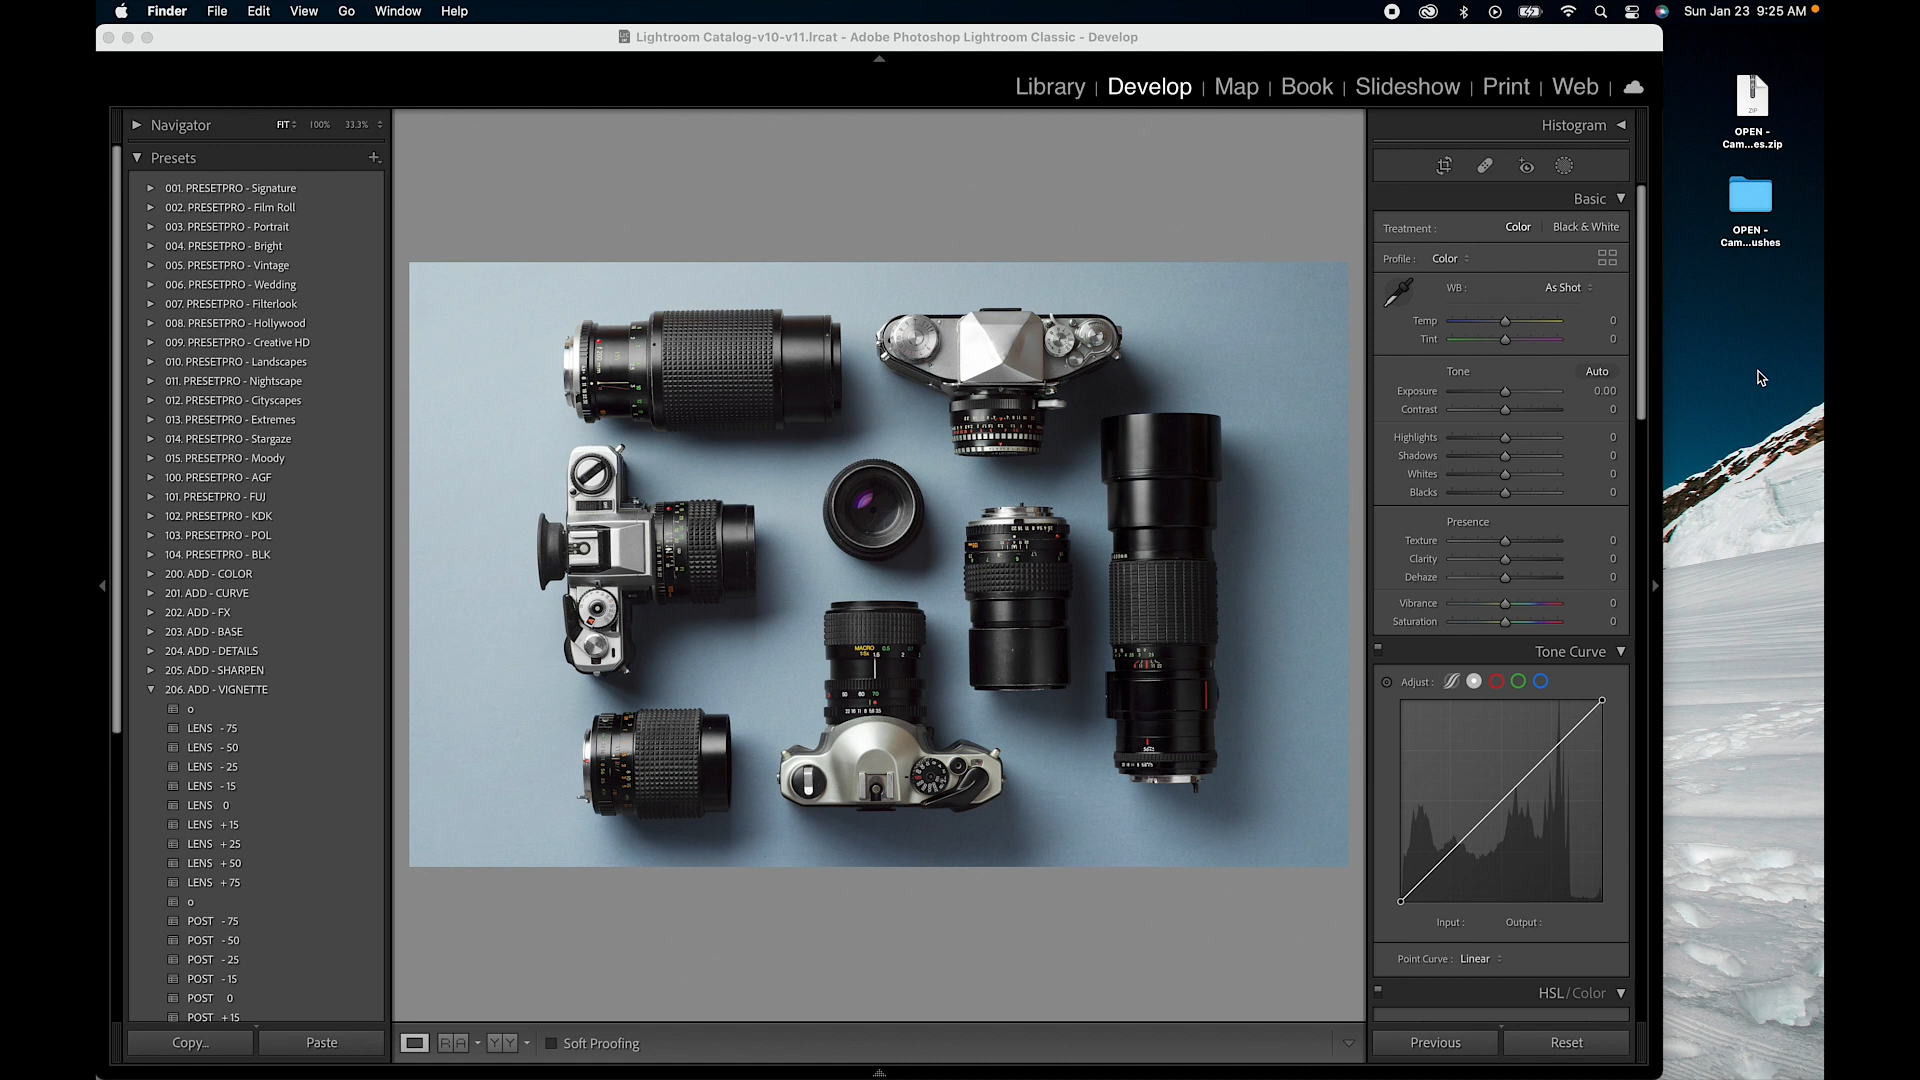 Finder File Edit View Go Window Help
Sun Jan 23 9:25 AM
Lightroom Catalog-v10-v11.lrcat - Adobe Photoshop Lightroom Classic - Develop
Library | Develop | Map | Book | Slideshow | Print | Web
Navigator FIT 100% 33.3%
Presets
001. PRESETPRO - Signature
002. PRESETPRO - Film Roll
003. PRESETPRO - Portrait
004. PRESETPRO - Bright
005. PRESETPRO - Vintage
006. PRESETPRO - Wedding
007. PRESETPRO - Filterlook
008. PRESETPRO - Hollywood
009. PRESETPRO - Creative HD
010. PRESETPRO - Landscapes
011. PRESETPRO - Nightscape
012. PRESETPRO - Cityscapes
013. PRESETPRO - Extremes
014. PRESETPRO - Stargaze
015. PRESETPRO - Moody
100. PRESETPRO - AGF
101. PRESETPRO - FUJ
102. PRESETPRO - KDK
103. PRESETPRO - POL
104. PRESETPRO - BLK
200. ADD - COLOR
201. ADD - CURVE
202. ADD - FX
203. ADD - BASE
204. ADD - DETAILS
205. ADD - SHARPEN
206. ADD - VIGNETTE
o
LENS - 75
LENS - 50
LENS - 25
LENS - 15
LENS 0
LENS + 15
LENS + 25
LENS + 50
LENS + 75
o
POST - 75
POST - 50
POST - 25
POST - 15
POST 0
POST + 15
Copy... Paste
MACRO
50 60 70
Soft Proofing
Histogram
Basic
Treatment : Color Black & White
Profile : Color
WB : As Shot
Temp 0
Tint 0
Tone Auto
Exposure 0.00
Contrast 0
Highlights 0
Shadows 0
Whites 0
Blacks 0
Presence
Texture 0
Clarity 0
Dehaze 0
Vibrance 0
Saturation 0
Tone Curve
Adjust :
Input : Output :
Point Curve : Linear
HSL / Color
Previous Reset
ZIP
OPEN -
Cam...es.zip
OPEN -
Cam...ushes